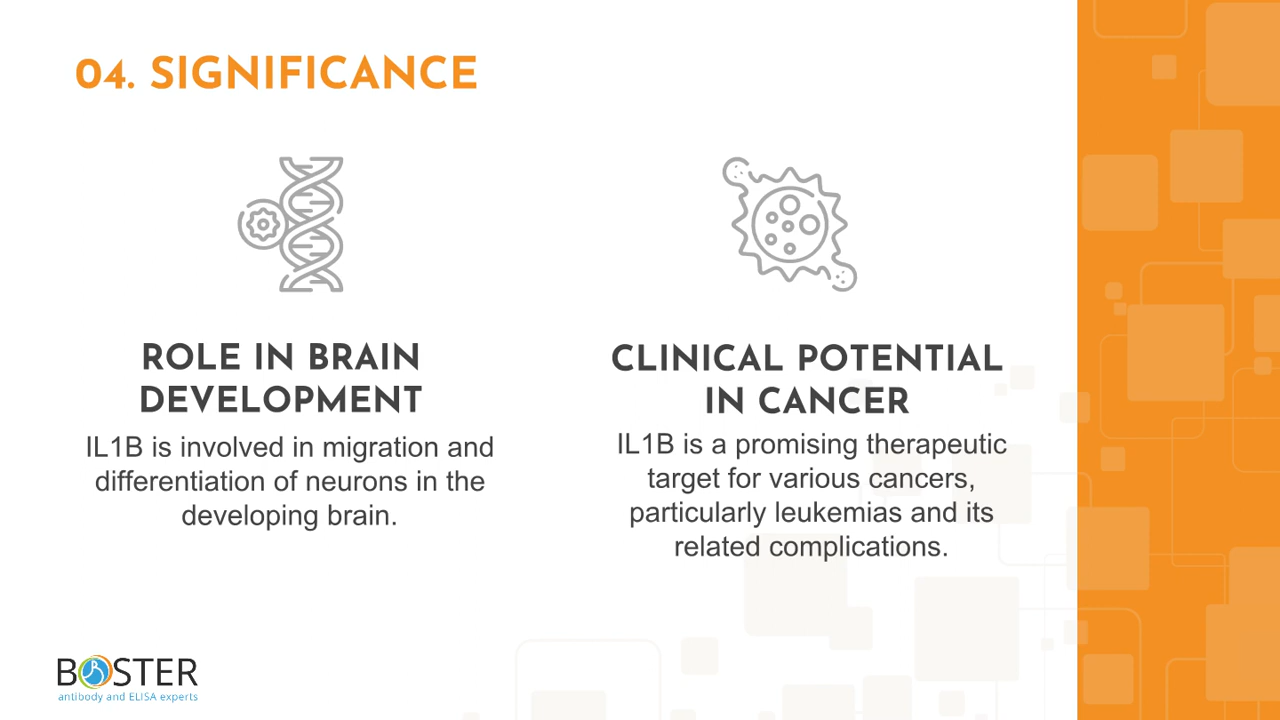 04. SIGNIFICANCE
ROLE IN BRAIN
DEVELOPMENT
IL1B is involved in migration and
differentiation of neurons in the
developing brain.
CLINICAL POTENTIAL
IN CANCER
IL1B is a promising therapeutic
target for various cancers,
particularly leukemias and its
related complications.
BOSTER
antibody and ELISA experts